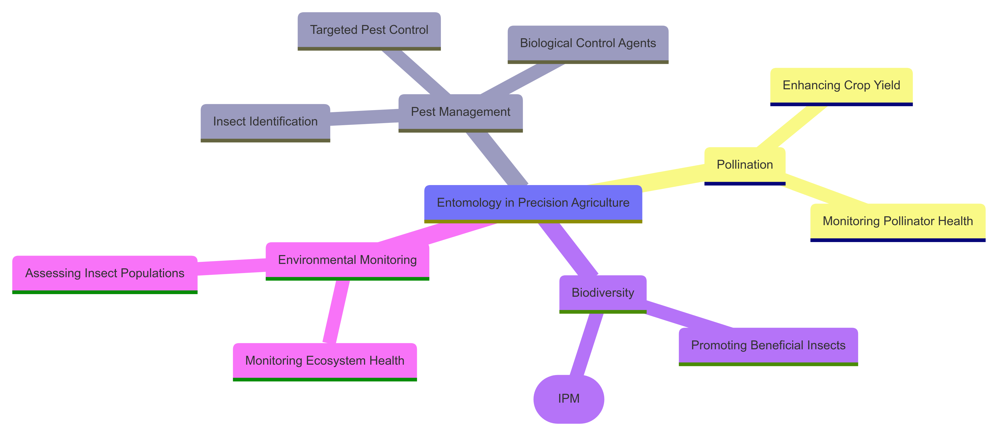 Targeted Pest Control
Biological Control Agents
Enhancing Crop Yield
Pest Management
Insect Identification
Pollination
Entomology in Precision Agriculture
Monitoring Pollinator Health
Environmental Monitoring
Assessing Insect Populations
Biodiversity
Promoting Beneficial Insects
Monitoring Ecosystem Health
IPM